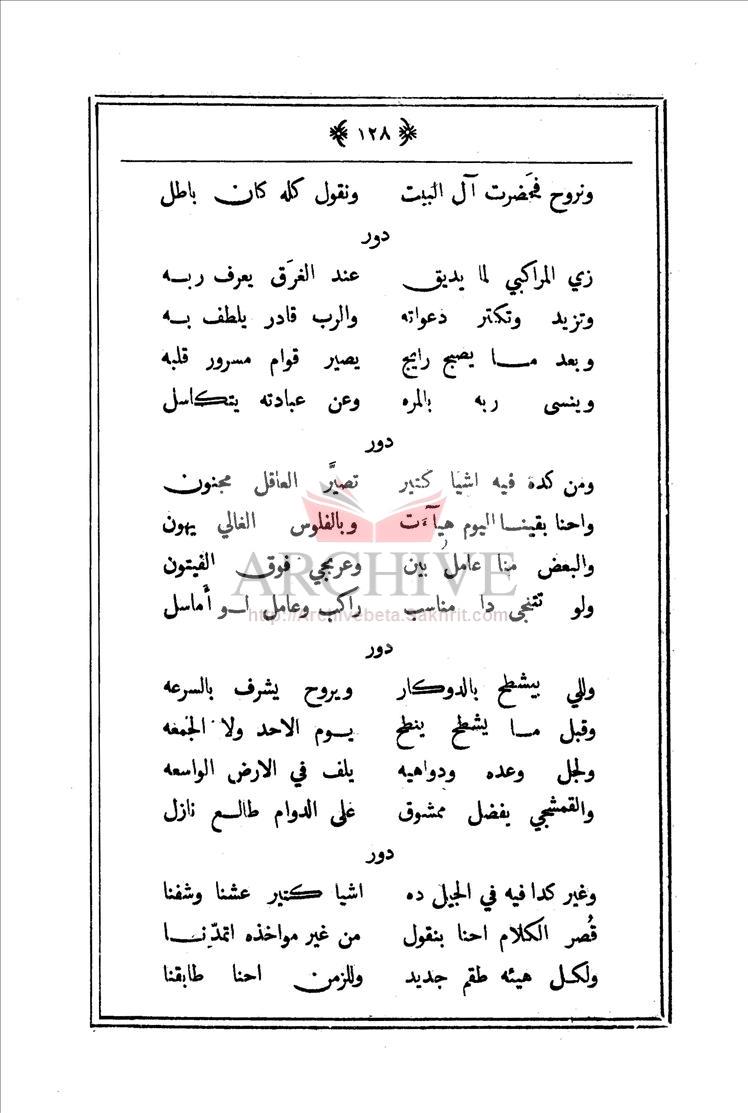 ١٢٨
ونروح فحَضرت آل البيت ونقول كله كان باطل
دور
زي المراكبي لما يديق عند الغرَق يعرف ربه
وتزيد وتكتر دعواته والرب قادر يلطف به
وبعد ما يصبح رايح يصير قوام مسرور قلبه
وينسى ربه بالمره وعن عبادته يتكاسل
دور
ومن كده فيه اشيا كتير تصيَّر العاقل مجنون
واحنا بقينا اليوم هيآت وبالفلوس الغالي يهون
والبعض منا عامل بين وعربجي فوق الفيتون
ولو تتنجى دا مناسب راكب وعامل لو أماسل
ARCHIVE
http://Archivebeta.Sakhrit.com
دور
وللي بيشطح بالدوكار ويروح يشرف بالسرعه
وقبل ما يشطح ينطح يوم الاحد ولا الجمعه
ولجل وعده ودواهيه يلف في الارض الواسعه
والقمشجي يفضل ممشوق على الدوام طالع نازل
دور
وغير كدا فيه في الجيل ده اشيا كتير عشنا وشفنا
قُصر الكلام احنا بنقول من غير مواخذه اتمدّنا
ولكل هيئه طقم جديد وللزمن احنا طابقنا